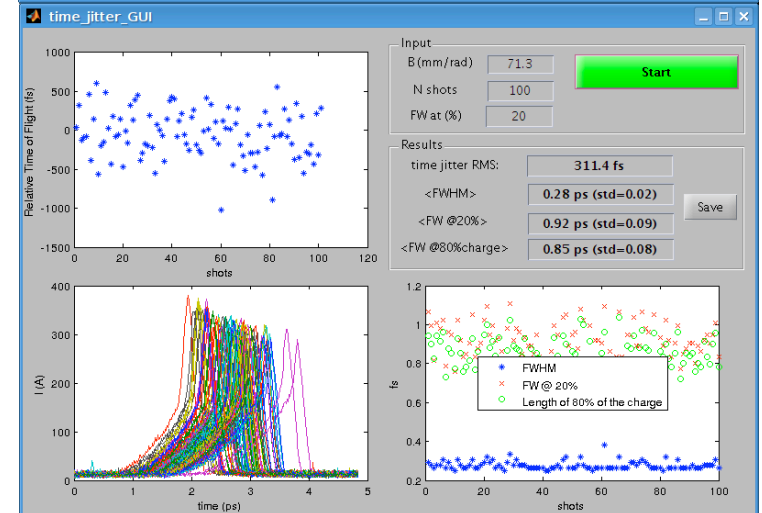 time_jitter_GUI
1000
500
0
-500
-1000
-1500
0 20 40 60 80 100 120
shots
Relative Time of Flight (fs)
Input
B (mm/rad) 71.3
N shots 100
FW at (%) 20
Start
Results
time jitter RMS: 311.4 fs
<FWHM> 0.28 ps (std=0.02)
<FW @20%> 0.92 ps (std=0.09)
<FW @80%charge> 0.85 ps (std=0.08)
Save
400
300
200
100
0
0 1 2 3 4 5
time (ps)
I (A)
1.2
1
0.8
0.6
0.4
0.2
0 20 40 60 80 100
shots
fs
FWHM
FW @ 20%
Length of 80% of the charge